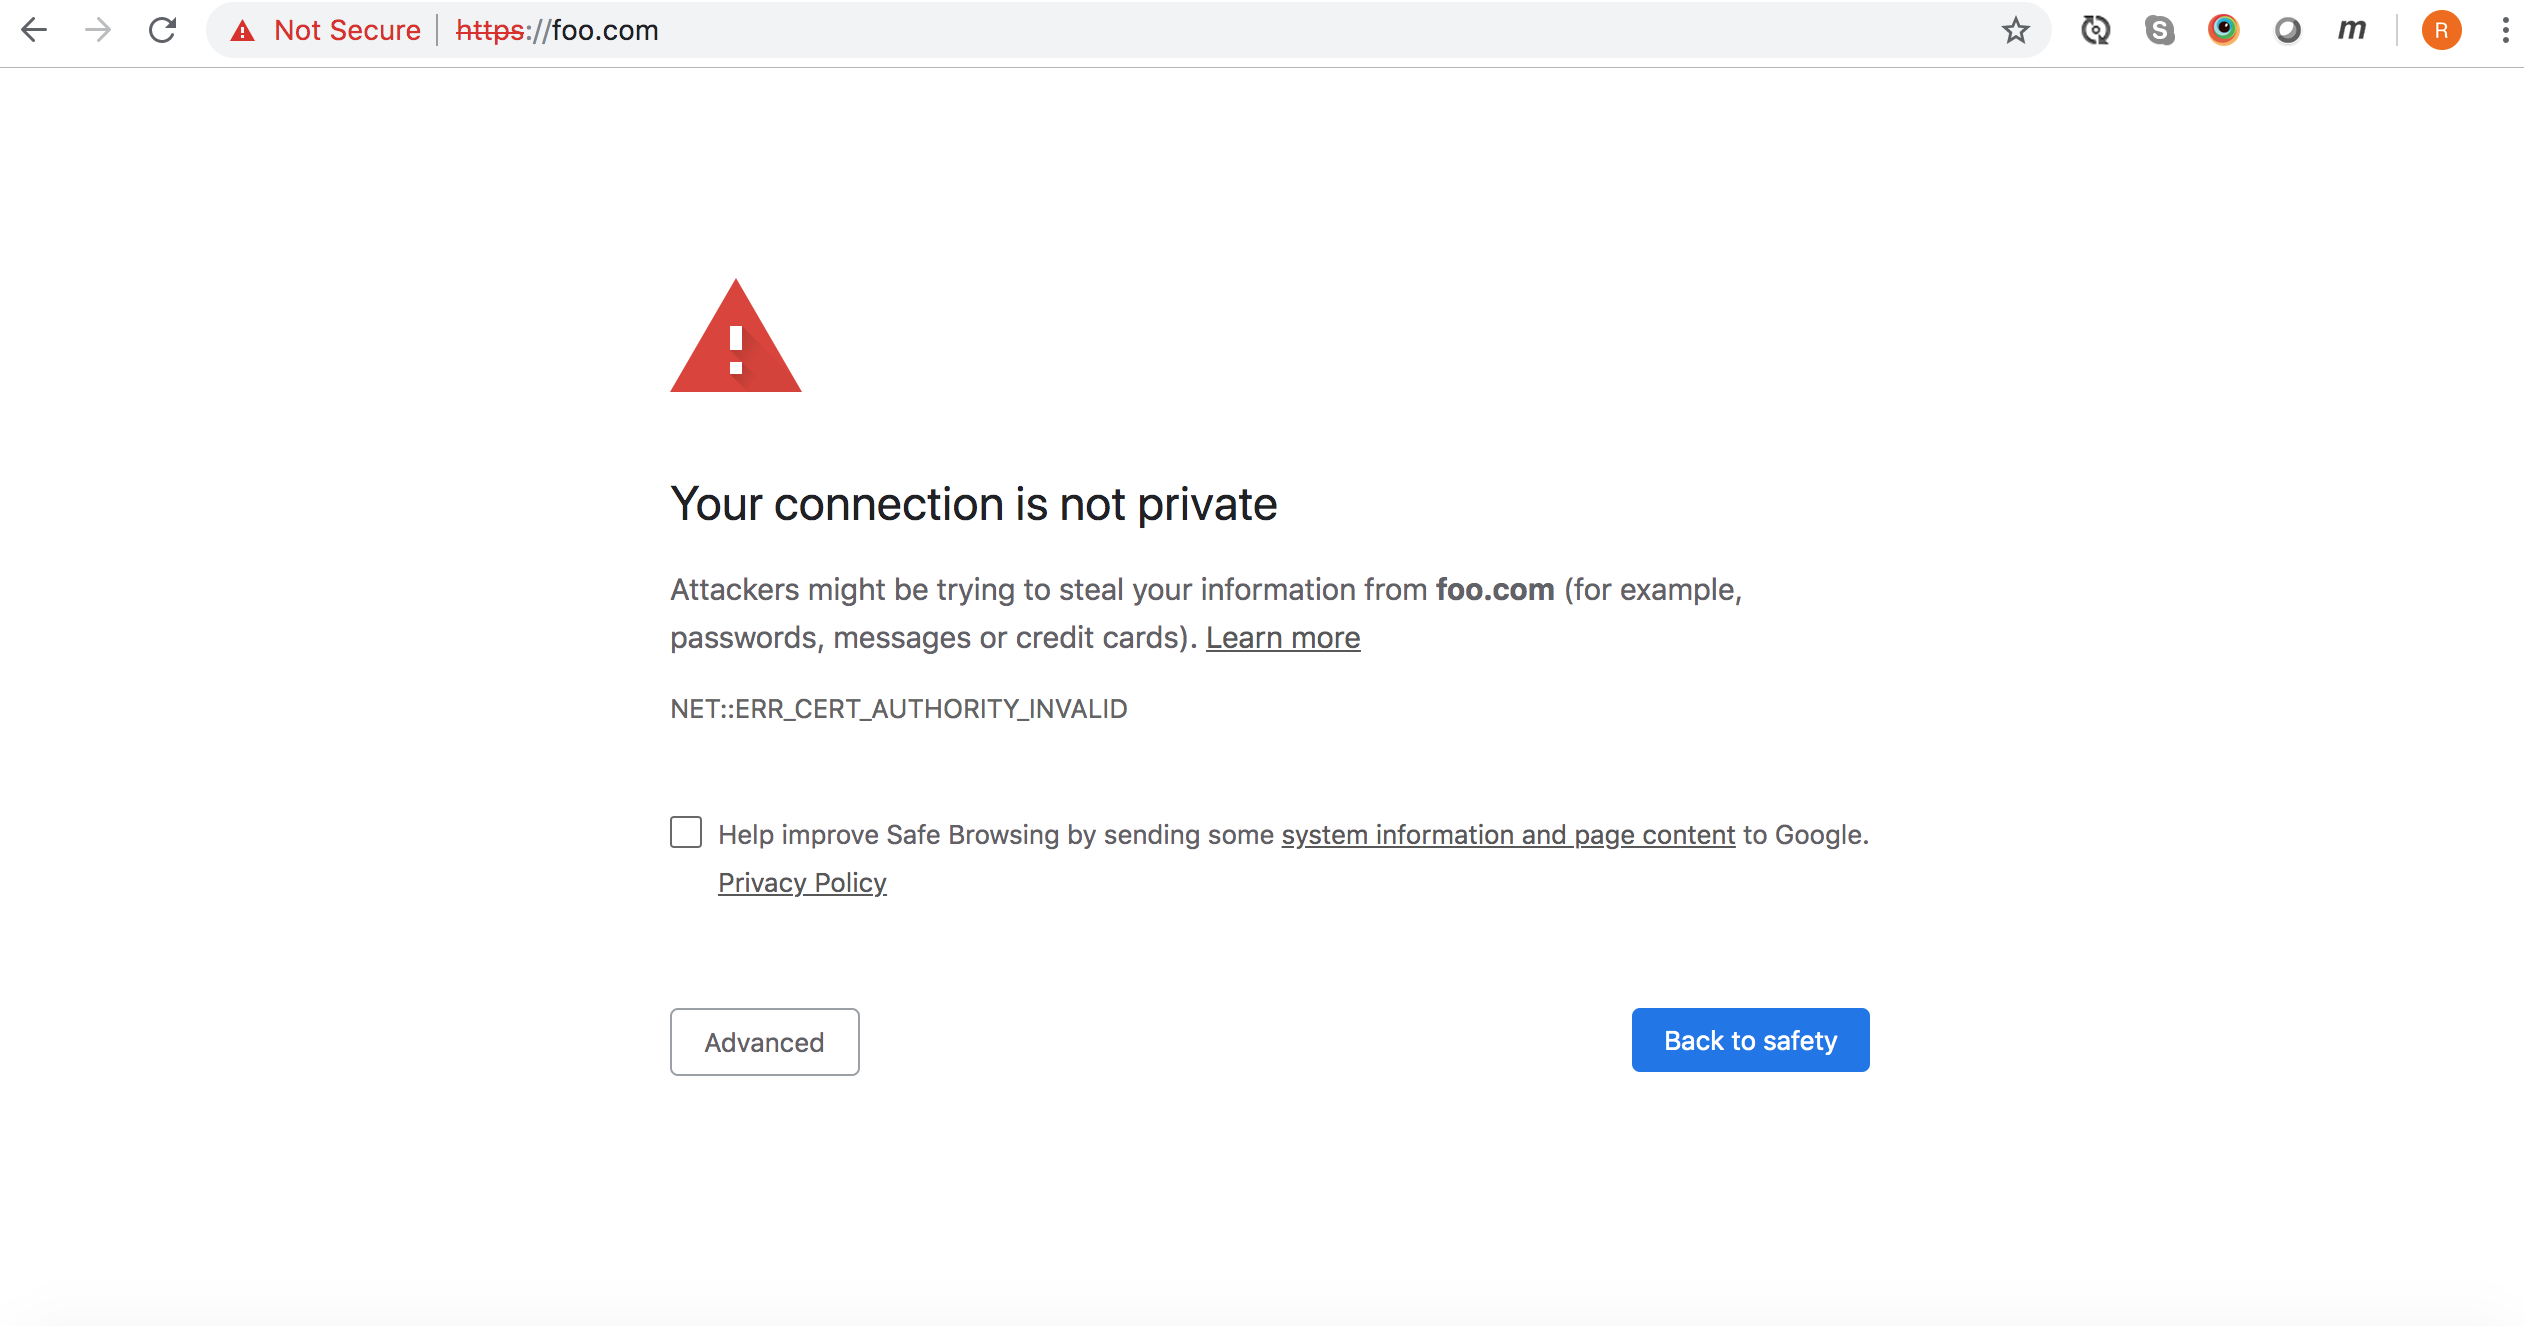 Not Secure | https://foo.com
S
m
R
Your connection is not private
Attackers might be trying to steal your information from foo.com (for example,
passwords, messages or credit cards). Learn more
NET::ERR_CERT_AUTHORITY_INVALID
Help improve Safe Browsing by sending some system information and page content to Google.
Privacy Policy
Advanced
Back to safety